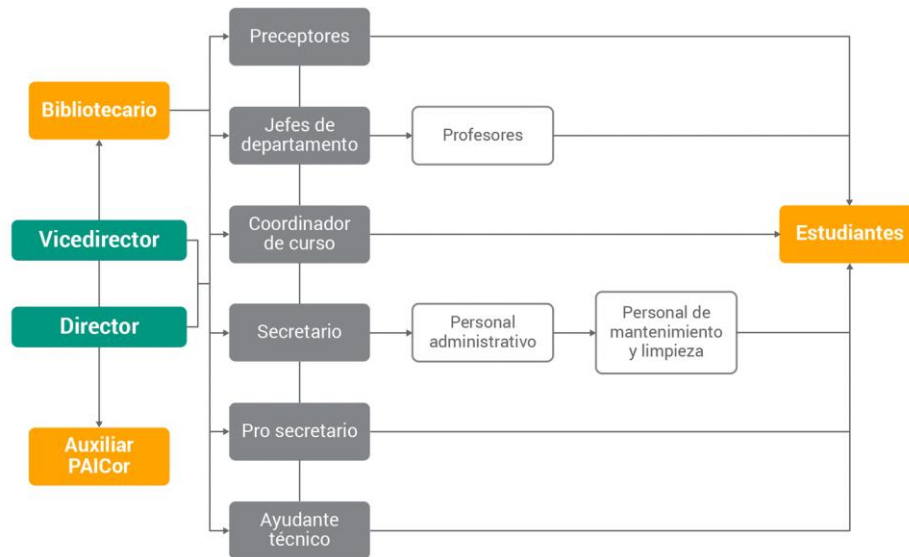 Preceptores
Bibliotecario
Jefes de
departamento
Profesores
Vicedirector
Coordinador
de curso
Estudiantes
Director
Secretario
Personal
administrativo
Personal de
mantenimiento
y limpieza
Auxiliar
PAICor
Pro secretario
Ayudante
técnico